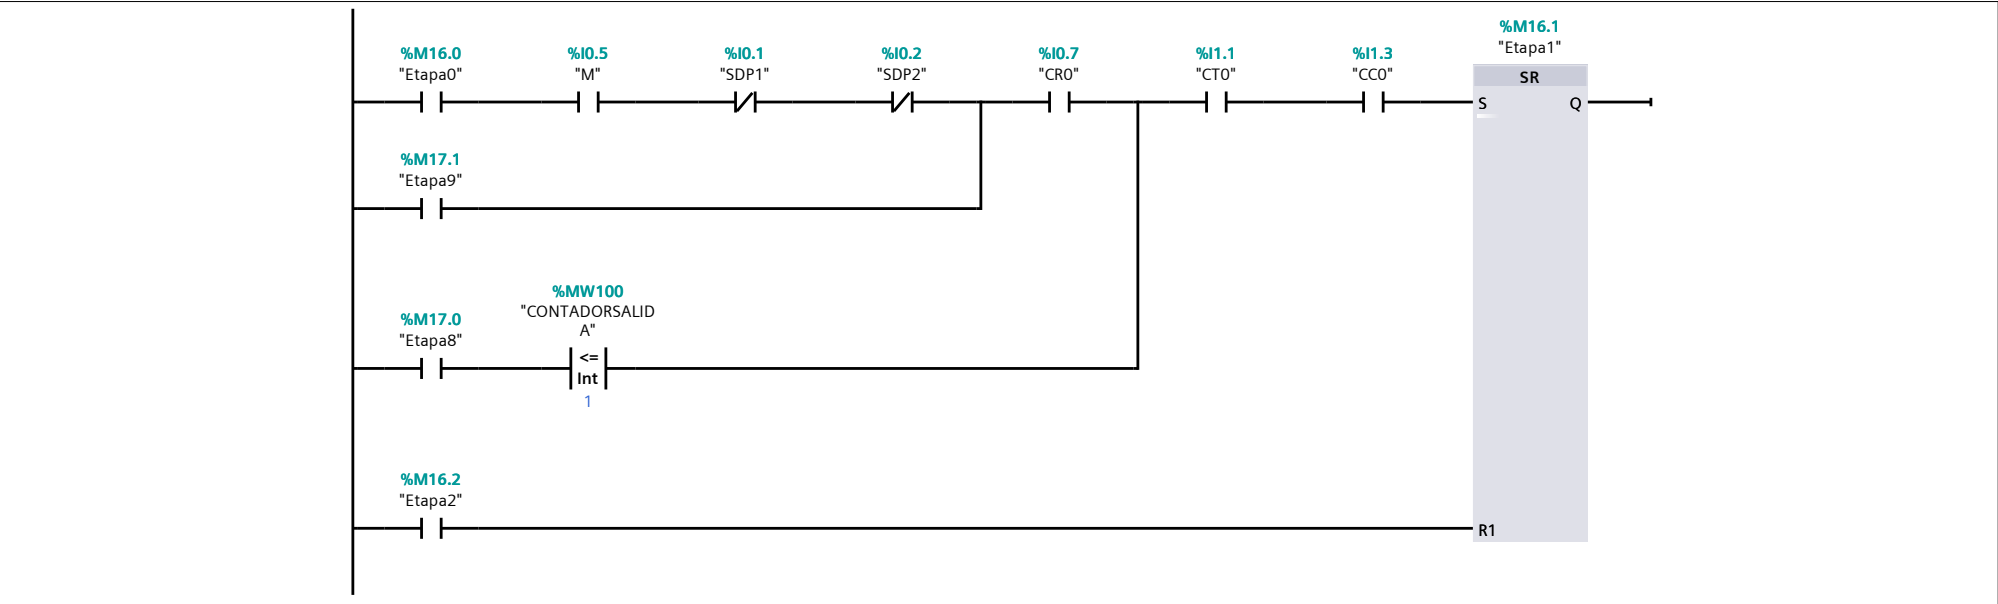 %M16.1
"Etapa1"
%M16.0
"Etapa0"
%I0.5
"M"
%I0.1
"SDP1"
%I0.2
"SDP2"
%I0.7
"CR0"
%I1.1
"CT0"
%I1.3
"CC0"
SR
S
Q
%M17.1
"Etapa9"
%MW100
"CONTADORSALID
A"
%M17.0
"Etapa8"
<=
Int
1
%M16.2
"Etapa2"
R1